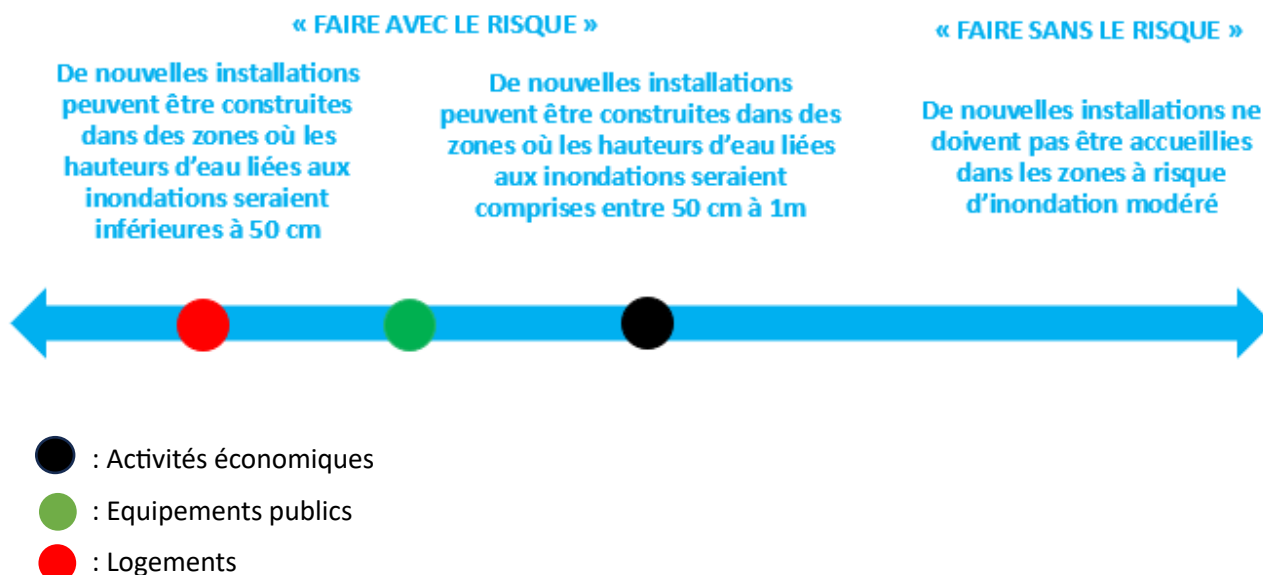 « FAIRE AVEC LE RISQUE »
« FAIRE SANS LE RISQUE »
De nouvelles installations
peuvent être construites
dans des zones où les
hauteurs d'eau liées aux
inondations seraient
inférieures à 50 cm
De nouvelles installations
peuvent être construites dans des
zones où les hauteurs d'eau liées
aux inondations seraient
comprises entre 50 cm à 1m
De nouvelles installations ne
doivent pas être accueillies
dans les zones à risque
d'inondation modéré
: Activités économiques
: Equipements publics
: Logements